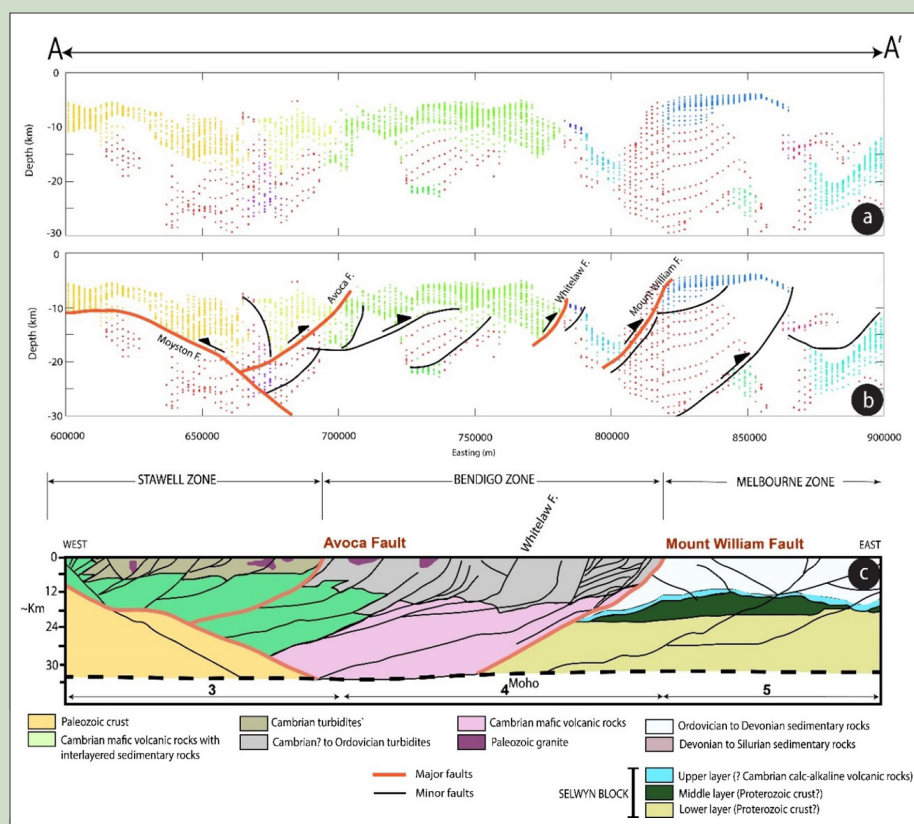 A
A'
0
-10
-20
-30
Depth (km)
a
0
-10
-20
-30
Depth (km)
Moyston F.
Avoca F.
Whitelaw F.
Mount William F.
b
600000 650000 700000 750000 800000 850000 900000
Easting (m)
STAWELL ZONE
BENDIGO ZONE
MELBOURNE ZONE
Whitelaw F.
WEST
Avoca Fault
Mount William Fault
EAST
c
0
12
~Km
24
30
3
4
Moho
5
Paleozoic crust
Cambrian mafic volcanic rocks with
interlayered sedimentary rocks
Cambrian turbidites`
Cambrian? to Ordovician turbidites
Cambrian mafic volcanic rocks
Paleozoic granite
Ordovician to Devonian sedimentary rocks
Devonian to Silurian sedimentary rocks
Major faults
Minor faults
SELWYN BLOCK
Upper layer (? Cambrian calc-alkaline volcanic rocks)
Middle layer (Proterozoic crust?)
Lower layer (Proterozoic crust?)